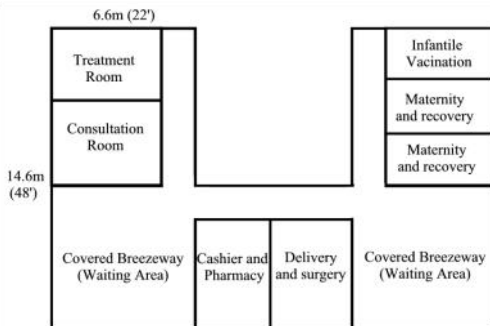 6.6m (22')
Treatment
Room
Consultation
Room
14.6m
(48')
Covered Breezeway
(Waiting Area)
Cashier and
Pharmacy
Delivery
and surgery
Infantile
Vacination
Maternity
and recovery
Maternity
and recovery
Covered Breezeway
(Waiting Area)